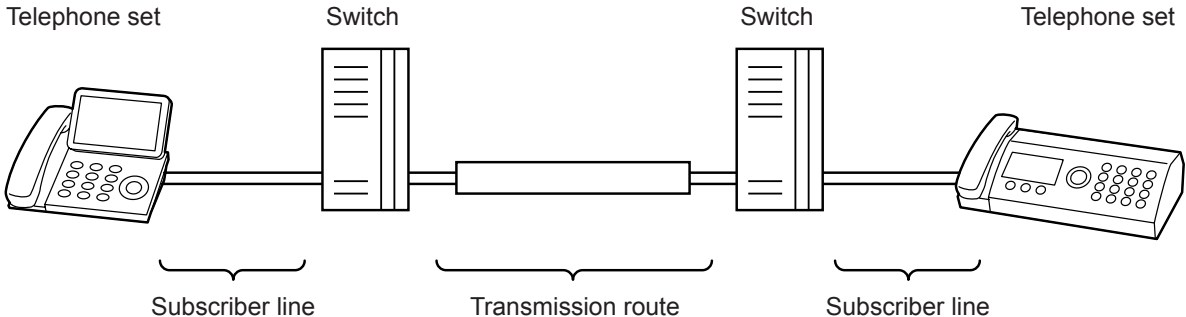 Telephone set
Switch
Switch
Telephone set
Subscriber line
Transmission route
Subscriber line